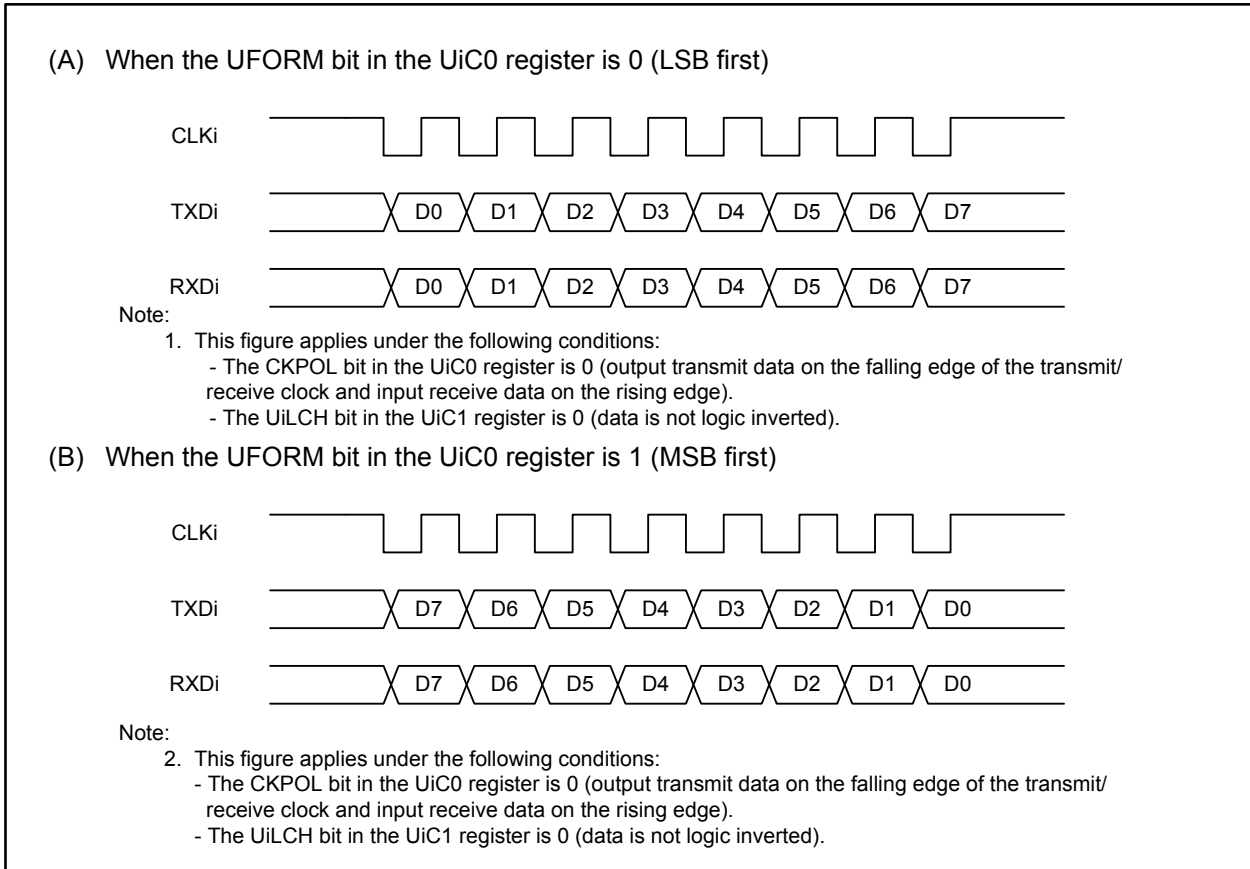 (A) When the UFORM bit in the UiC0 register is 0 (LSB first)
CLKi
TXDi D0 D1 D2 D3 D4 D5 D6 D7
RXDi D0 D1 D2 D3 D4 D5 D6 D7
Note:
1. This figure applies under the following conditions:
- The CKPOL bit in the UiC0 register is 0 (output transmit data on the falling edge of the transmit/
receive clock and input receive data on the rising edge).
- The UiLCH bit in the UiC1 register is 0 (data is not logic inverted).
(B) When the UFORM bit in the UiC0 register is 1 (MSB first)
CLKi
TXDi D7 D6 D5 D4 D3 D2 D1 D0
RXDi D7 D6 D5 D4 D3 D2 D1 D0
Note:
2. This figure applies under the following conditions:
- The CKPOL bit in the UiC0 register is 0 (output transmit data on the falling edge of the transmit/
receive clock and input receive data on the rising edge).
- The UiLCH bit in the UiC1 register is 0 (data is not logic inverted).